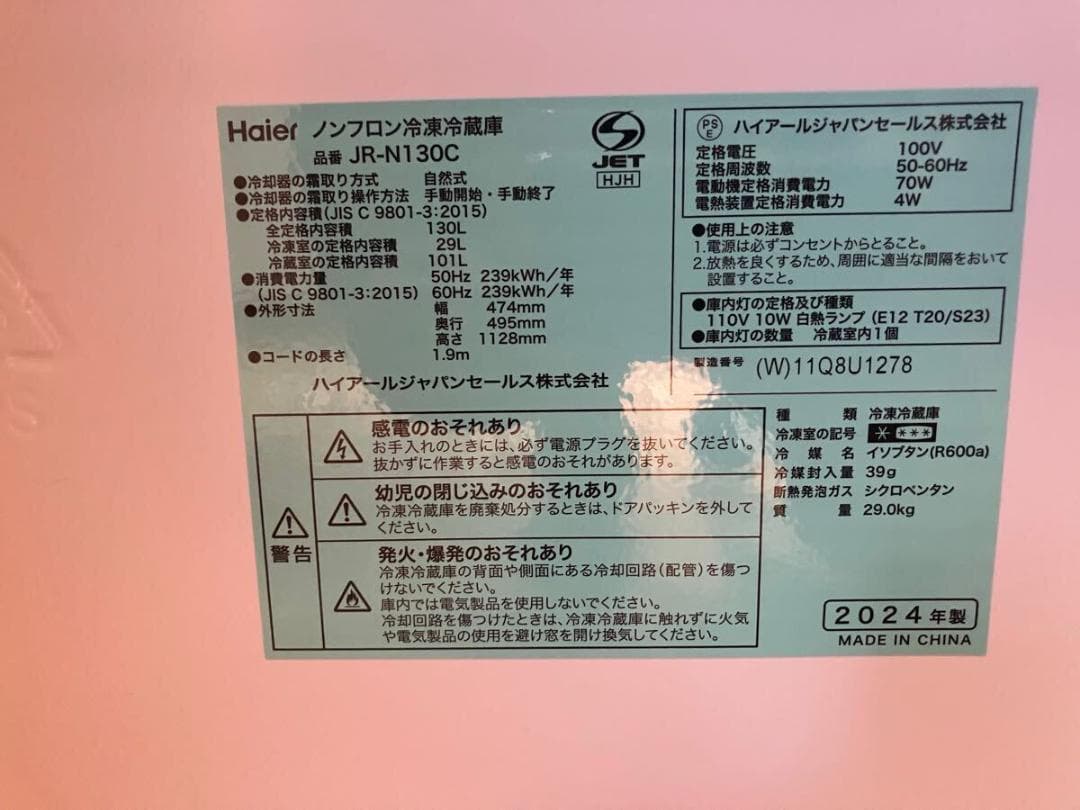 Haier ノンフロン冷凍冷蔵庫
品番 JR-N130C
●冷却器の霜取り方式 自然式
●冷却器の霜取り操作方法 手動開始・手動終了
●定格内容積(JIS C 9801-3:2015)
全定格内容積 130L
冷凍室の定格内容積 29L
冷蔵室の定格内容積 101L
●消費電力量 50Hz 239kWh/年
(JIS C 9801-3:2015) 60Hz 239kWh/年
●外形寸法 幅 474mm
奥行 495mm
高さ 1128mm
●コードの長さ 1.9m
ハイアールジャパンセールス株式会社
JET
HJH
PSE ハイアールジャパンセールス株式会社
定格電圧 100V
定格周波数 50-60Hz
電動機定格消費電力 70W
電熱装置定格消費電力 4W
●使用上の注意
1.電源は必ずコンセントからとること。
2.放熱を良くするため、周囲に適当な間隔をおいて
設置すること。
●庫内灯の定格及び種類
110V 10W 白熱ランプ (E12 T20/S23)
●庫内灯の数量 冷蔵室内1個
製造番号 (W)11Q8U1278
警告
感電のおそれあり
お手入れのときには、必ず電源プラグを抜いてください。
抜かずに作業すると感電のおそれがあります。
幼児の閉じ込みのおそれあり
冷凍冷蔵庫を廃棄処分するときは、ドアパッキンを外して
ください。
発火・爆発のおそれあり
冷凍冷蔵庫の背面や側面にある冷却回路(配管)を傷つ
けないでください。
庫内では電気製品を使用しないでください。
冷却回路を傷つけたときは、冷凍冷蔵庫に触れずに火気
や電気製品の使用を避け窓を開け換気してください。
種類 冷凍冷蔵庫
冷凍室の記号 * ***
冷媒名 イソブタン(R600a)
冷媒封入量 39g
断熱発泡ガス シクロペンタン
質量 29.0kg
2024年製
MADE IN CHINA